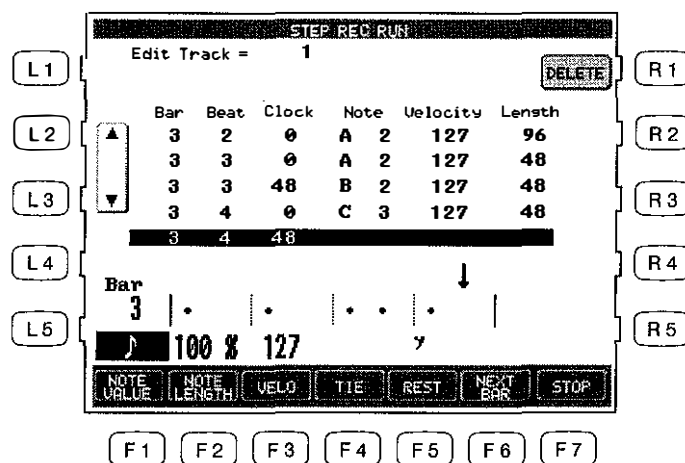 STEP REC RUN
Edit Track = 1
L1
DELETE
R1
Bar Beat Clock Note Velocity Length
L2
3 2 0 A 2 127 96
R2
3 3 0 A 2 127 48
L3
3 3 48 B 2 127 48
R3
3 4 0 C 3 127 48
3 4 48
L4
R4
Bar
3
L5
R5
100 % 127
NOTE VALUE NOTE LENGTH VELO TIE REST NEXT BAR STOP
F1 F2 F3 F4 F5 F6 F7